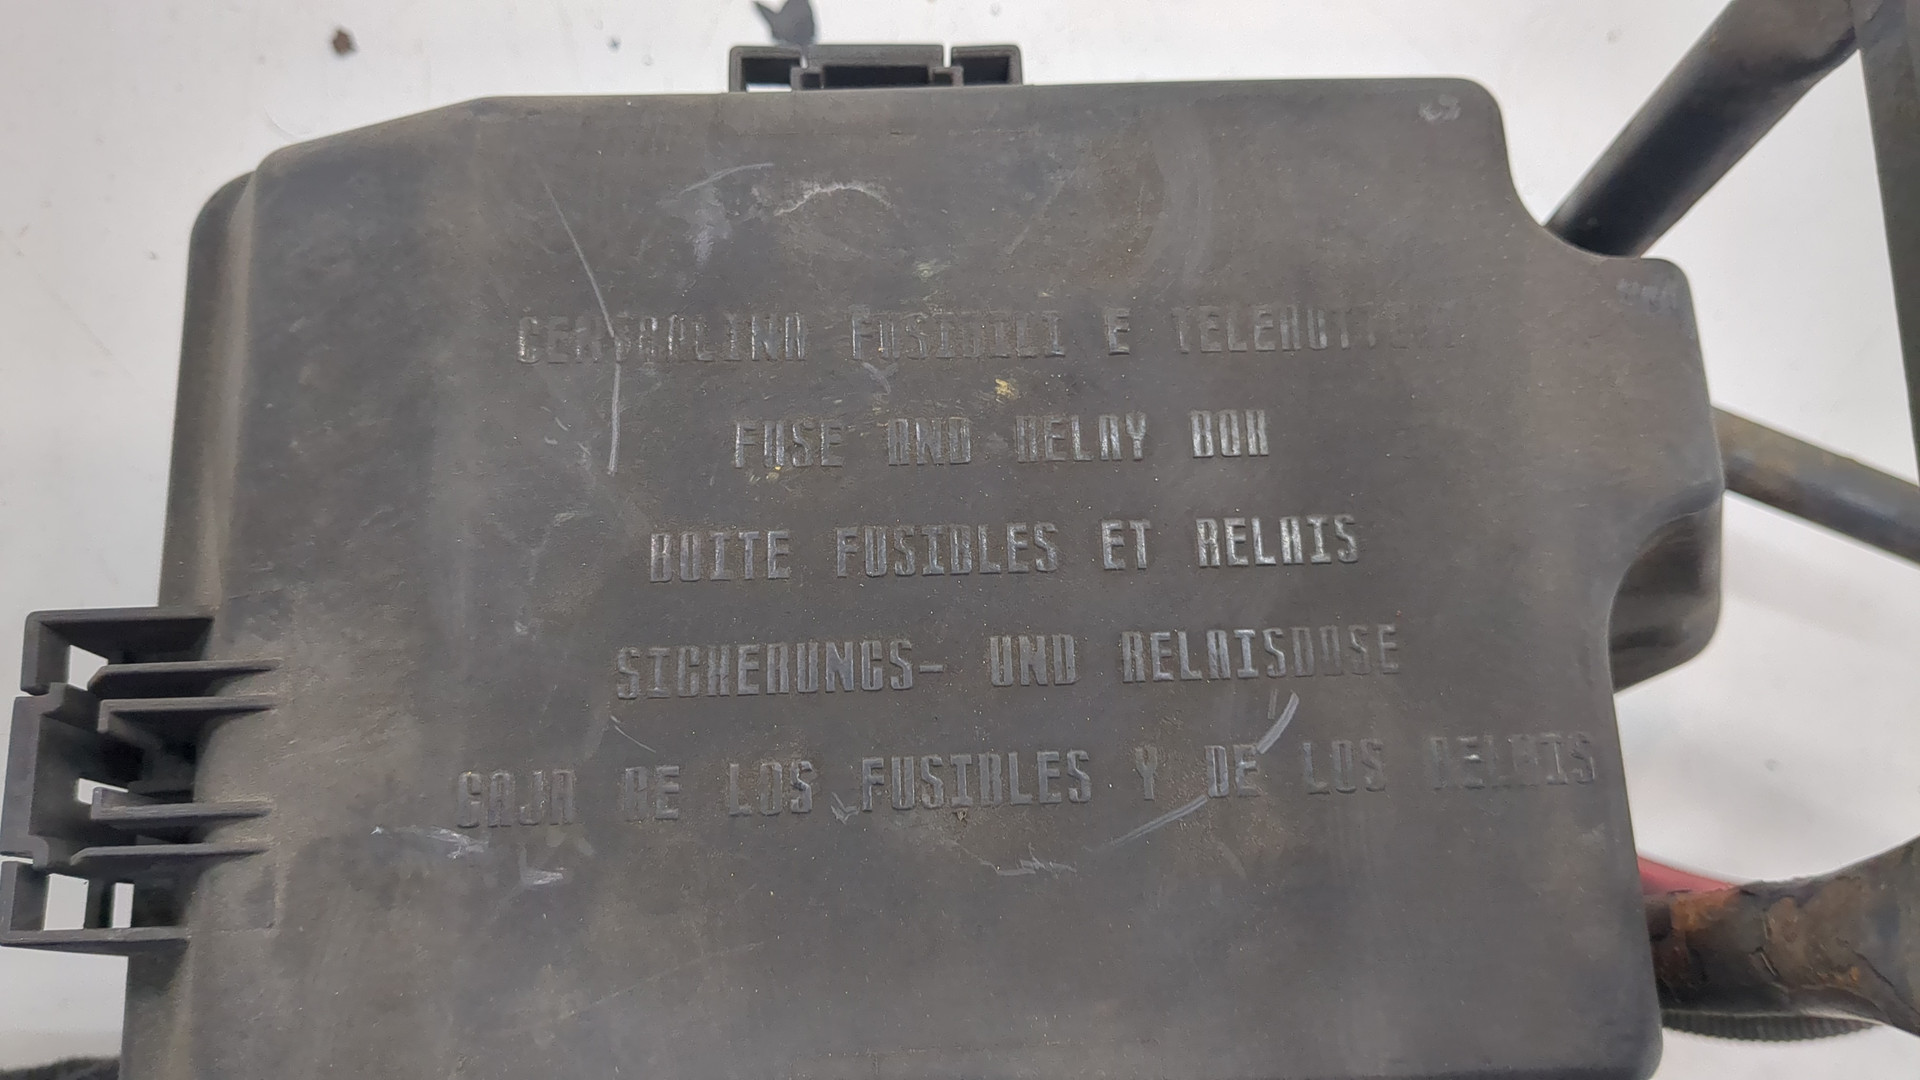 CENTRALINA FUSIBILI E TELERUTTORI
FUSE AND RELAY BOX
BOITE FUSIBLES ET RELAIS
SICHERUNGS- UND RELAISDOSE
CAJA DE LOS FUSIBLES Y DE LOS RELAIS